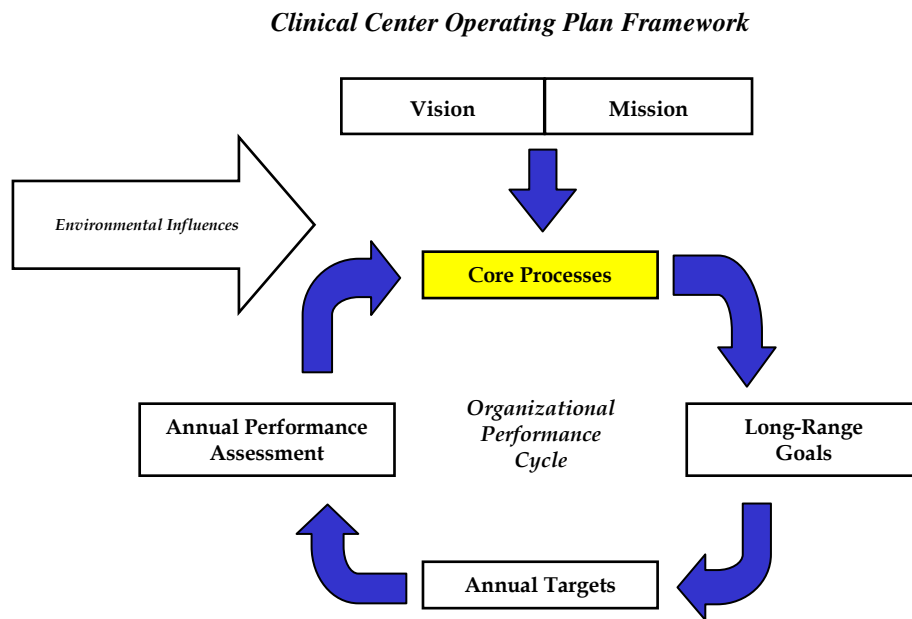 Clinical Center Operating Plan Framework
Vision
Mission
Environmental Influences
Core Processes
Annual Performance
Assessment
Organizational
Performance
Cycle
Long-Range
Goals
Annual Targets